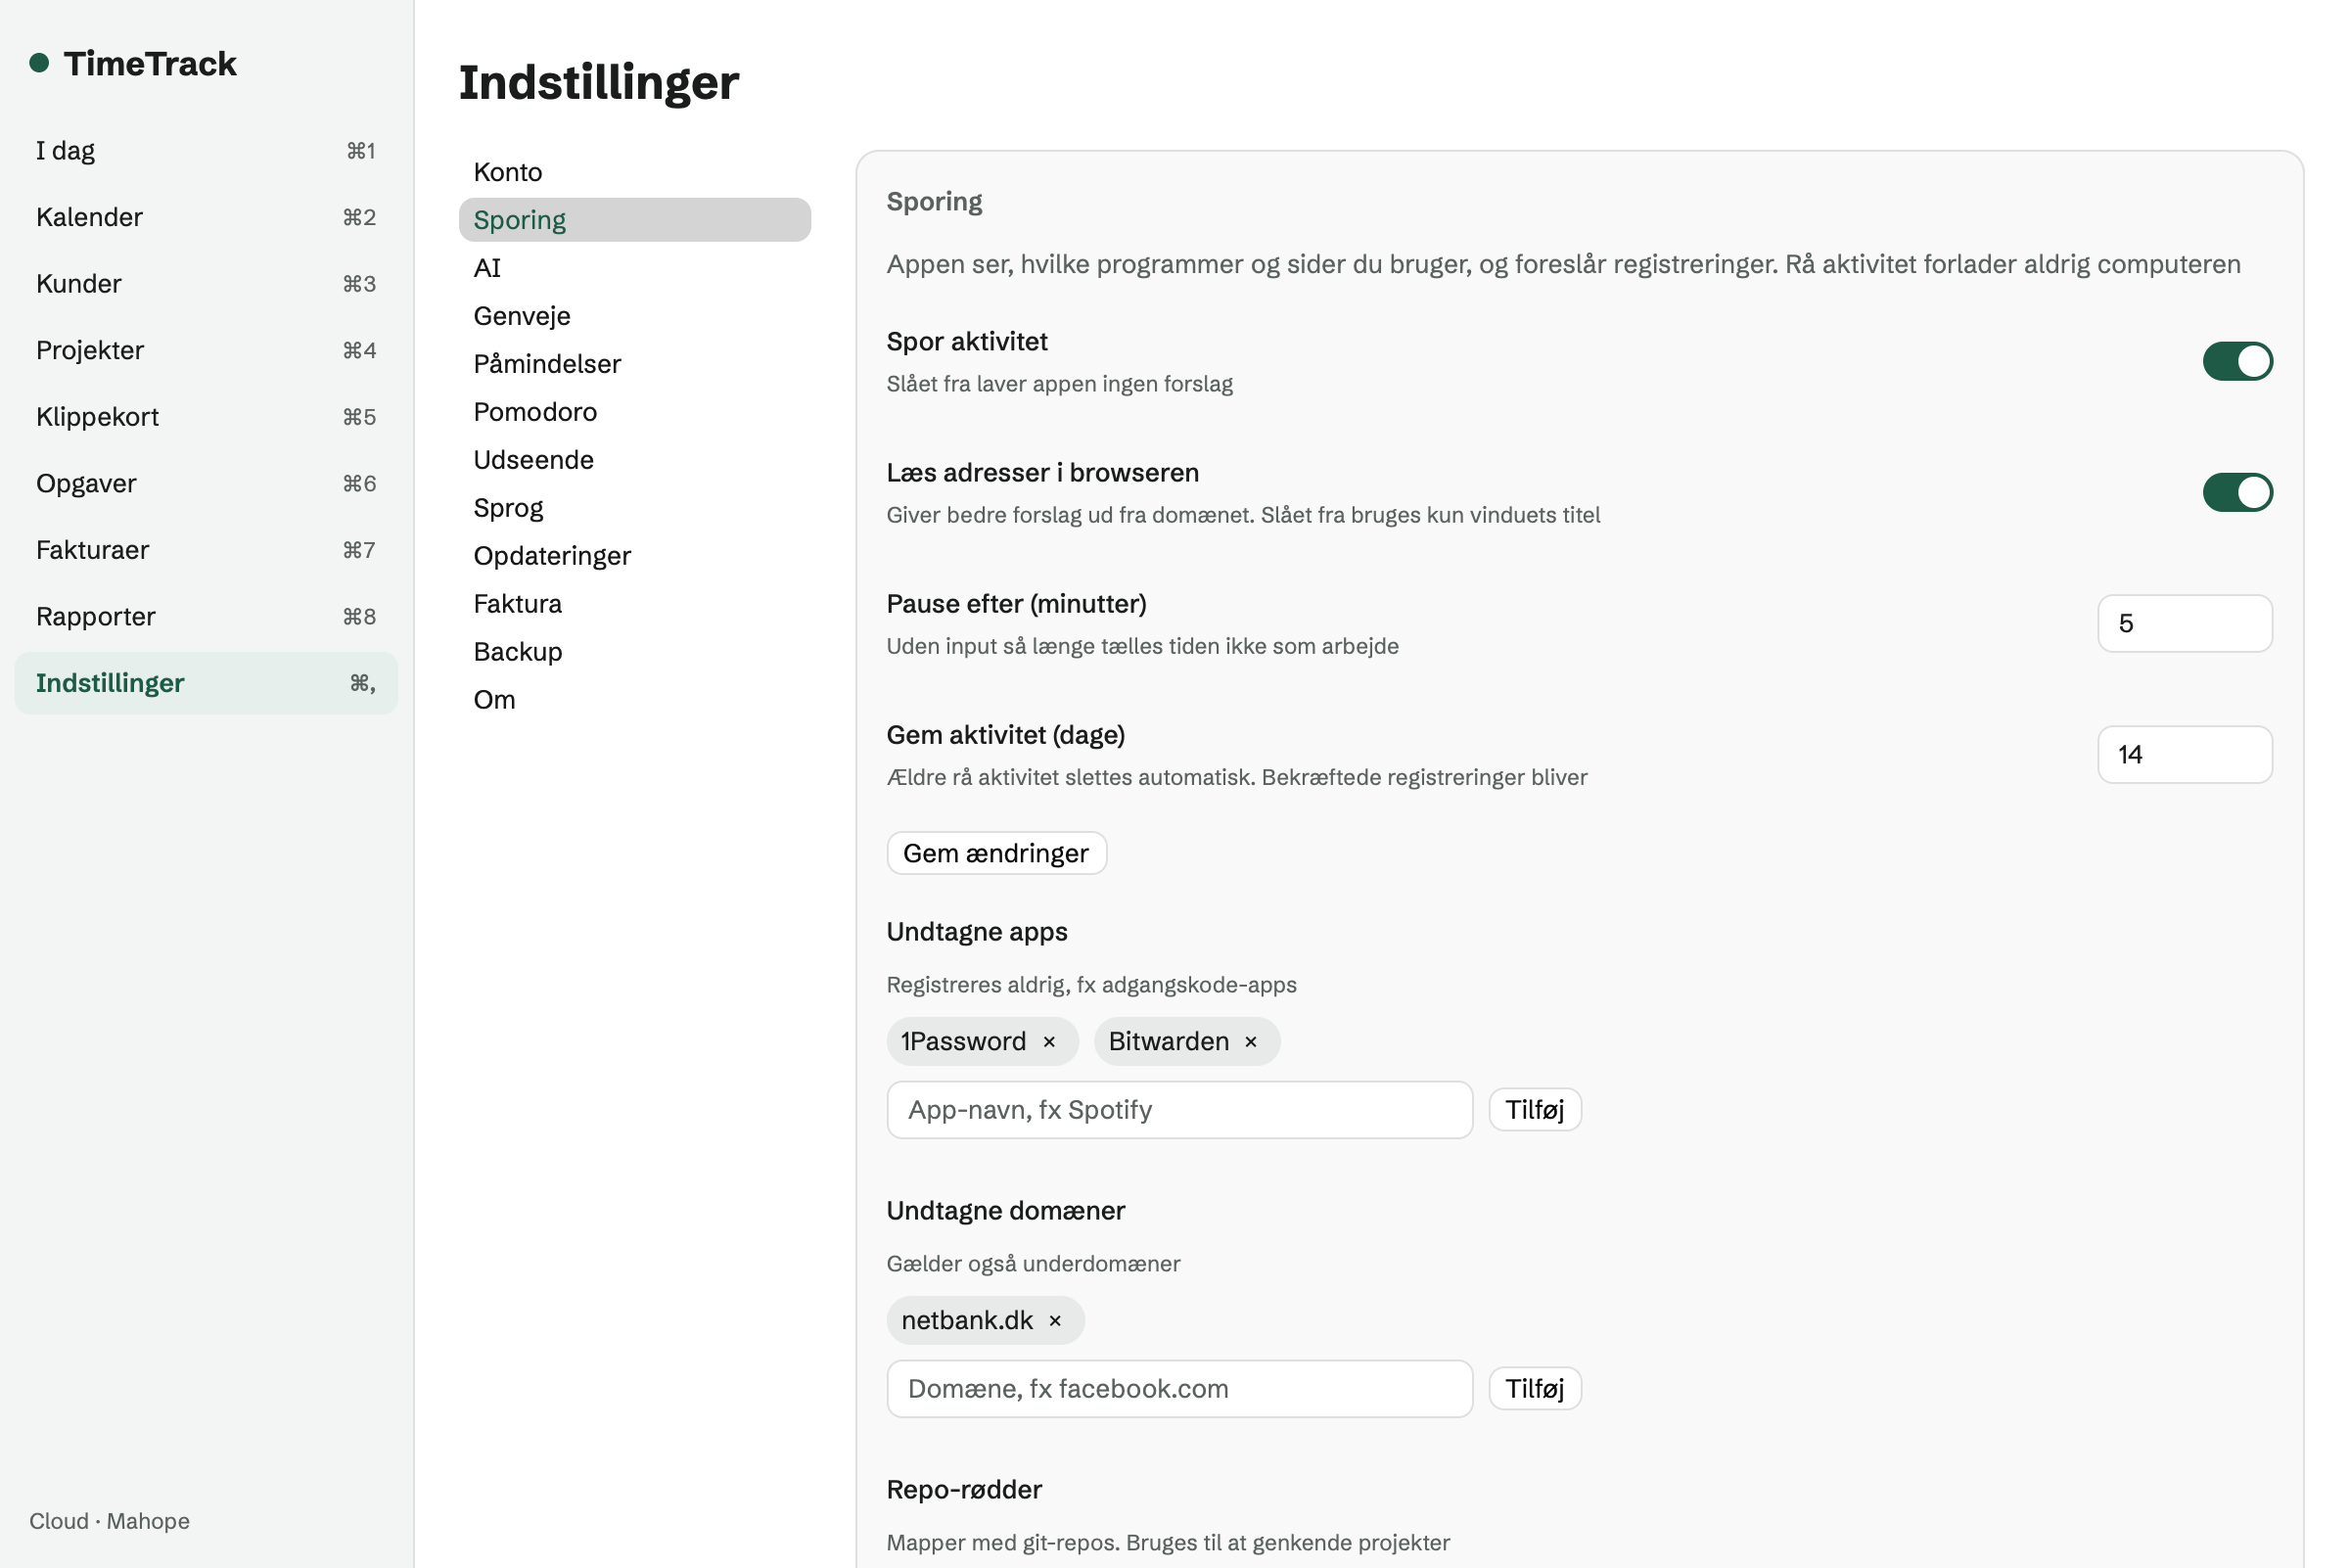 TimeTrack
I dag ⌘1
Kalender ⌘2
Kunder ⌘3
Projekter ⌘4
Klippekort ⌘5
Opgaver ⌘6
Fakturaer ⌘7
Rapporter ⌘8
Indstillinger ⌘,
Cloud · Mahope
Indstillinger
Konto
Sporing
AI
Genveje
Påmindelser
Pomodoro
Udseende
Sprog
Opdateringer
Faktura
Backup
Om
Sporing
Appen ser, hvilke programmer og sider du bruger, og foreslår registreringer. Rå aktivitet forlader aldrig computeren
Spor aktivitet
Slået fra laver appen ingen forslag
Læs adresser i browseren
Giver bedre forslag ud fra domænet. Slået fra bruges kun vinduets titel
Pause efter (minutter)
5
Uden input så længe tælles tiden ikke som arbejde
Gem aktivitet (dage)
14
Ældre rå aktivitet slettes automatisk. Bekræftede registreringer bliver
Gem ændringer
Undtagne apps
Registreres aldrig, fx adgangskode-apps
1Password × Bitwarden ×
App-navn, fx Spotify Tilføj
Undtagne domæner
Gælder også underdomæner
netbank.dk ×
Domæne, fx facebook.com Tilføj
Repo-rødder
Mapper med git-repos. Bruges til at genkende projekter